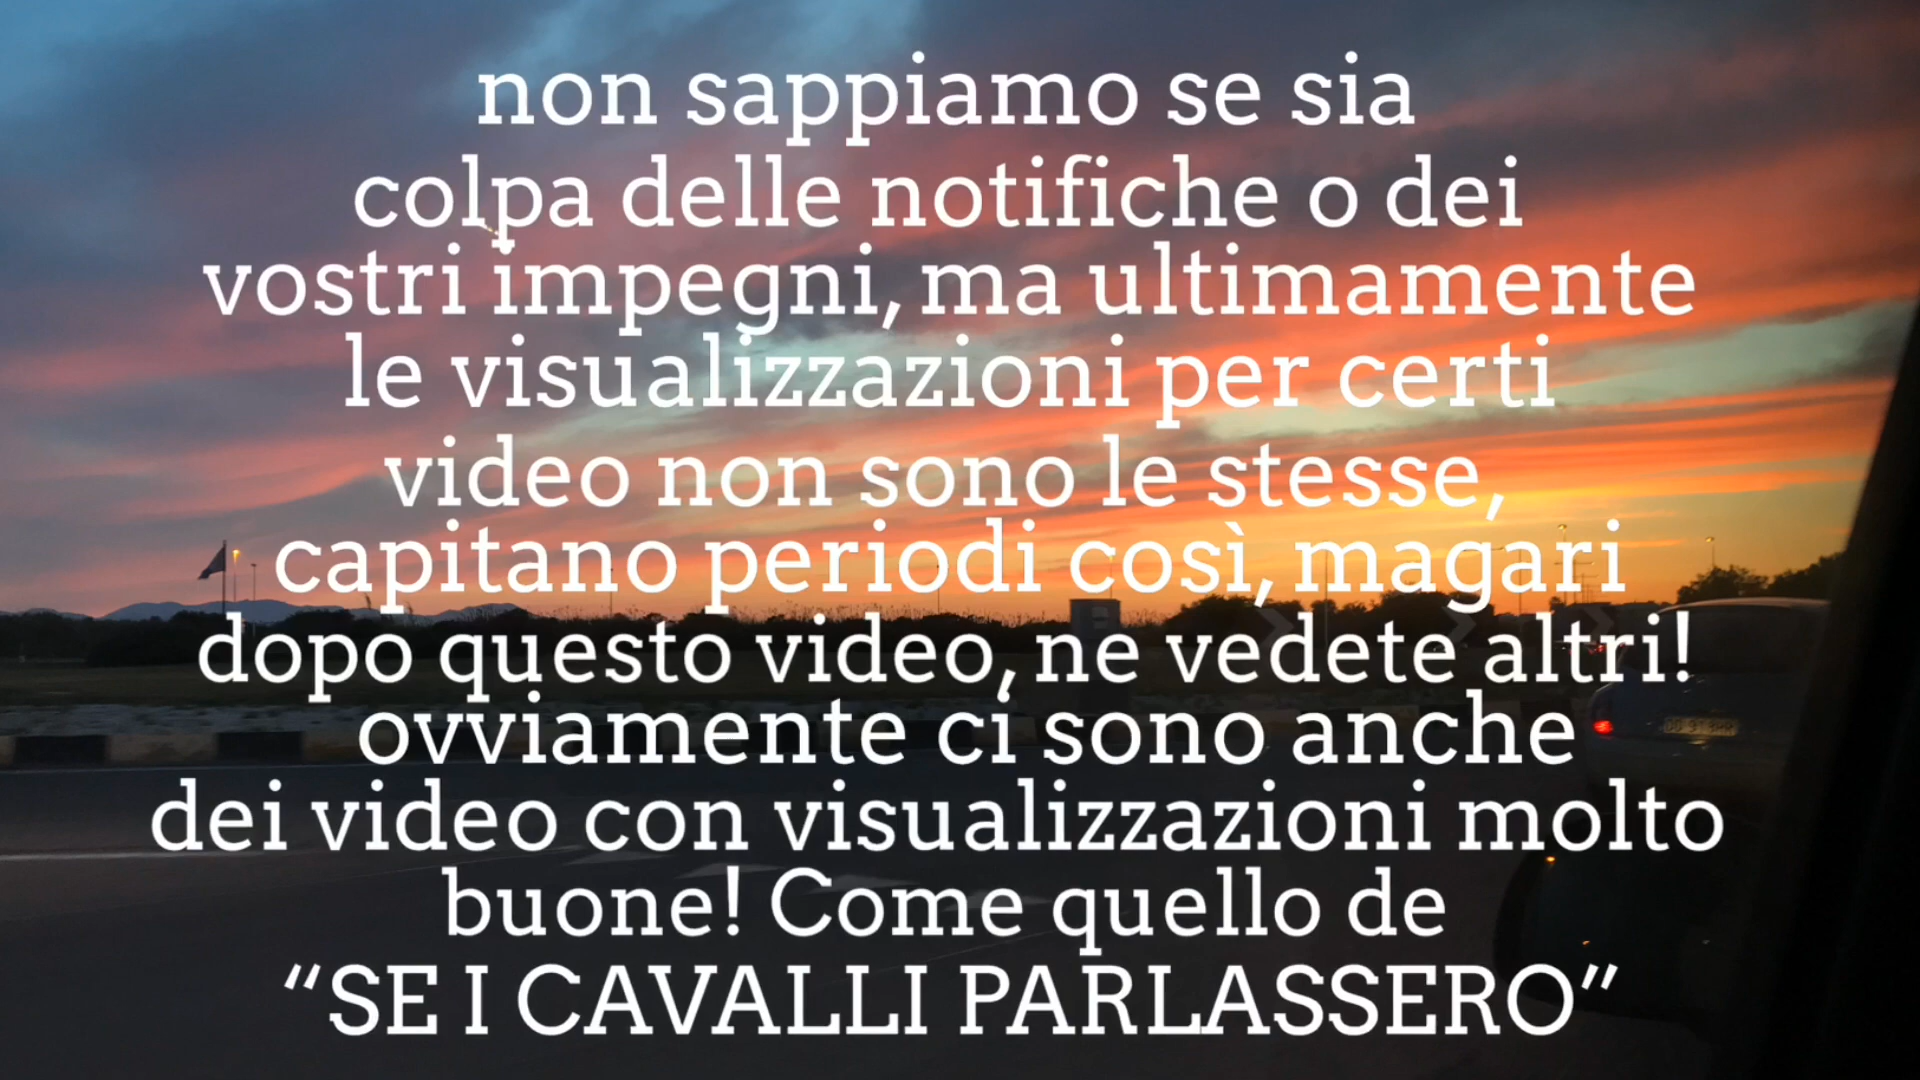 non sappiamo se sia
colpa delle notifiche o dei
vostri impegni, ma ultimamente
le visualizzazioni per certi
video non sono le stesse,
capitano periodi così, magari
dopo questo video, ne vedete altri!
ovviamente ci sono anche
dei video con visualizzazioni molto
buone! Come quello de
“SE I CAVALLI PARLASSERO”